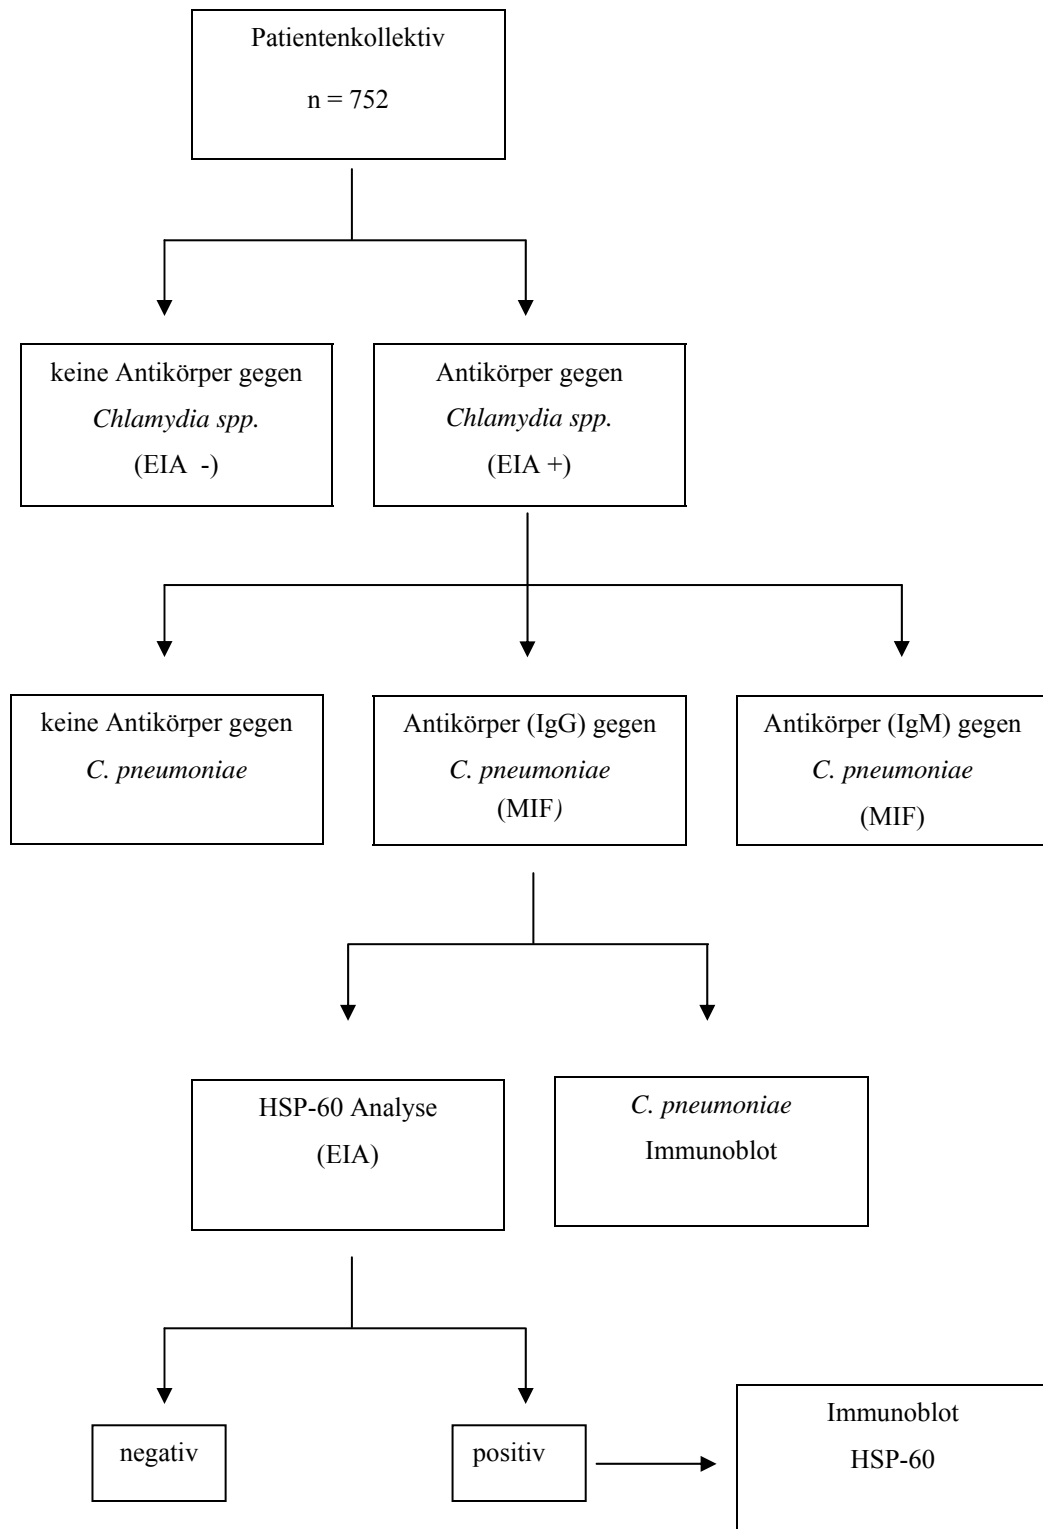 Patientenkollektiv
n = 752
keine Antikörper gegen
Chlamydia spp.
(EIA -)
Antikörper gegen
Chlamydia spp.
(EIA +)
keine Antikörper gegen
C. pneumoniae
Antikörper (IgG) gegen
C. pneumoniae
(MIF)
Antikörper (IgM) gegen
C. pneumoniae
(MIF)
HSP-60 Analyse
(EIA)
C. pneumoniae
Immunoblot
negativ
positiv
Immunoblot
HSP-60